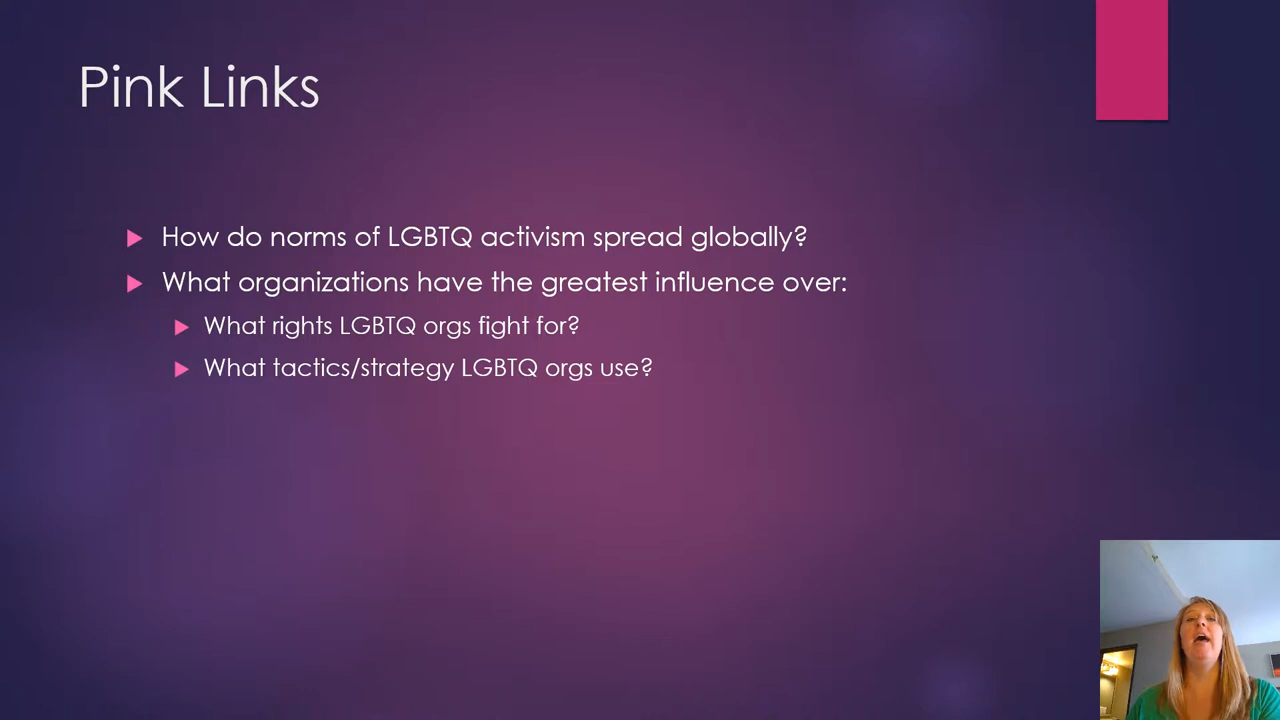 Pink Links
How do norms of LGBTQ activism spread globally?
What organizations have the greatest influence over:
What rights LGBTQ orgs fight for?
What tactics/strategy LGBTQ orgs use?